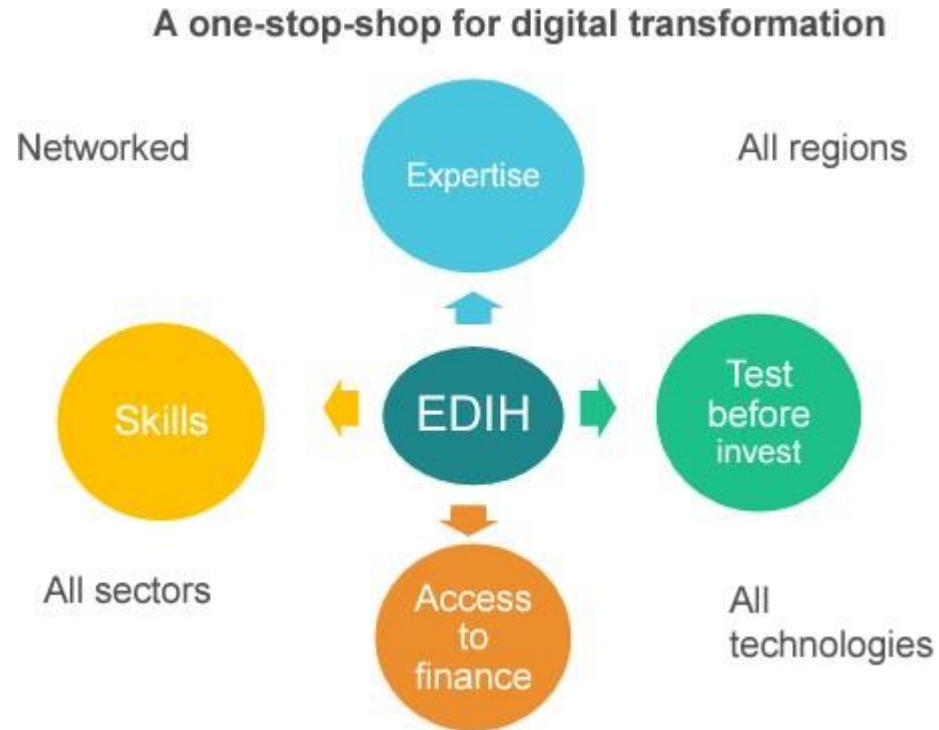 A one-stop-shop for digital transformation
Networked
Expertise
All regions
Skills
EDIH
Test
before
invest
All sectors
Access
to
finance
All
technologies